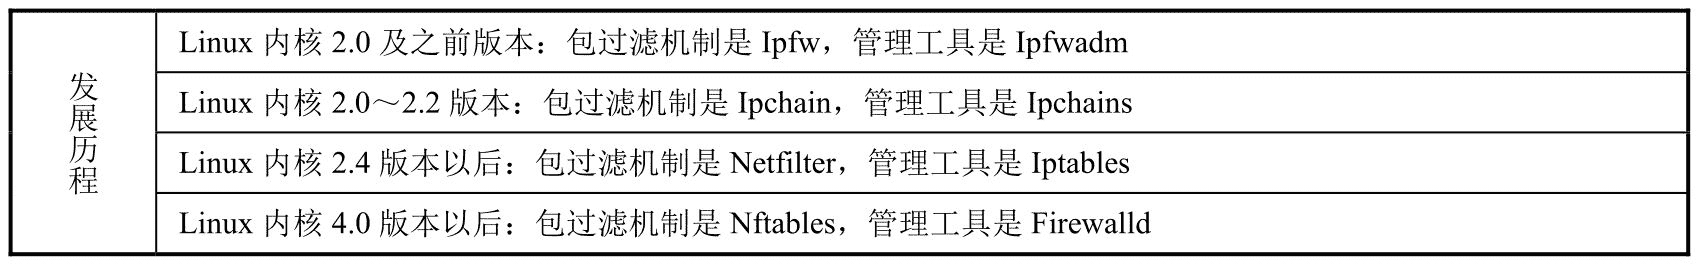 发展历程
Linux 内核 2.0 及之前版本：包过滤机制是 Ipfw，管理工具是 Ipfwadm
Linux 内核 2.0～2.2 版本：包过滤机制是 Ipchain，管理工具是 Ipchains
Linux 内核 2.4 版本以后：包过滤机制是 Netfilter，管理工具是 Iptables
Linux 内核 4.0 版本以后：包过滤机制是 Nftables，管理工具是 Firewalld